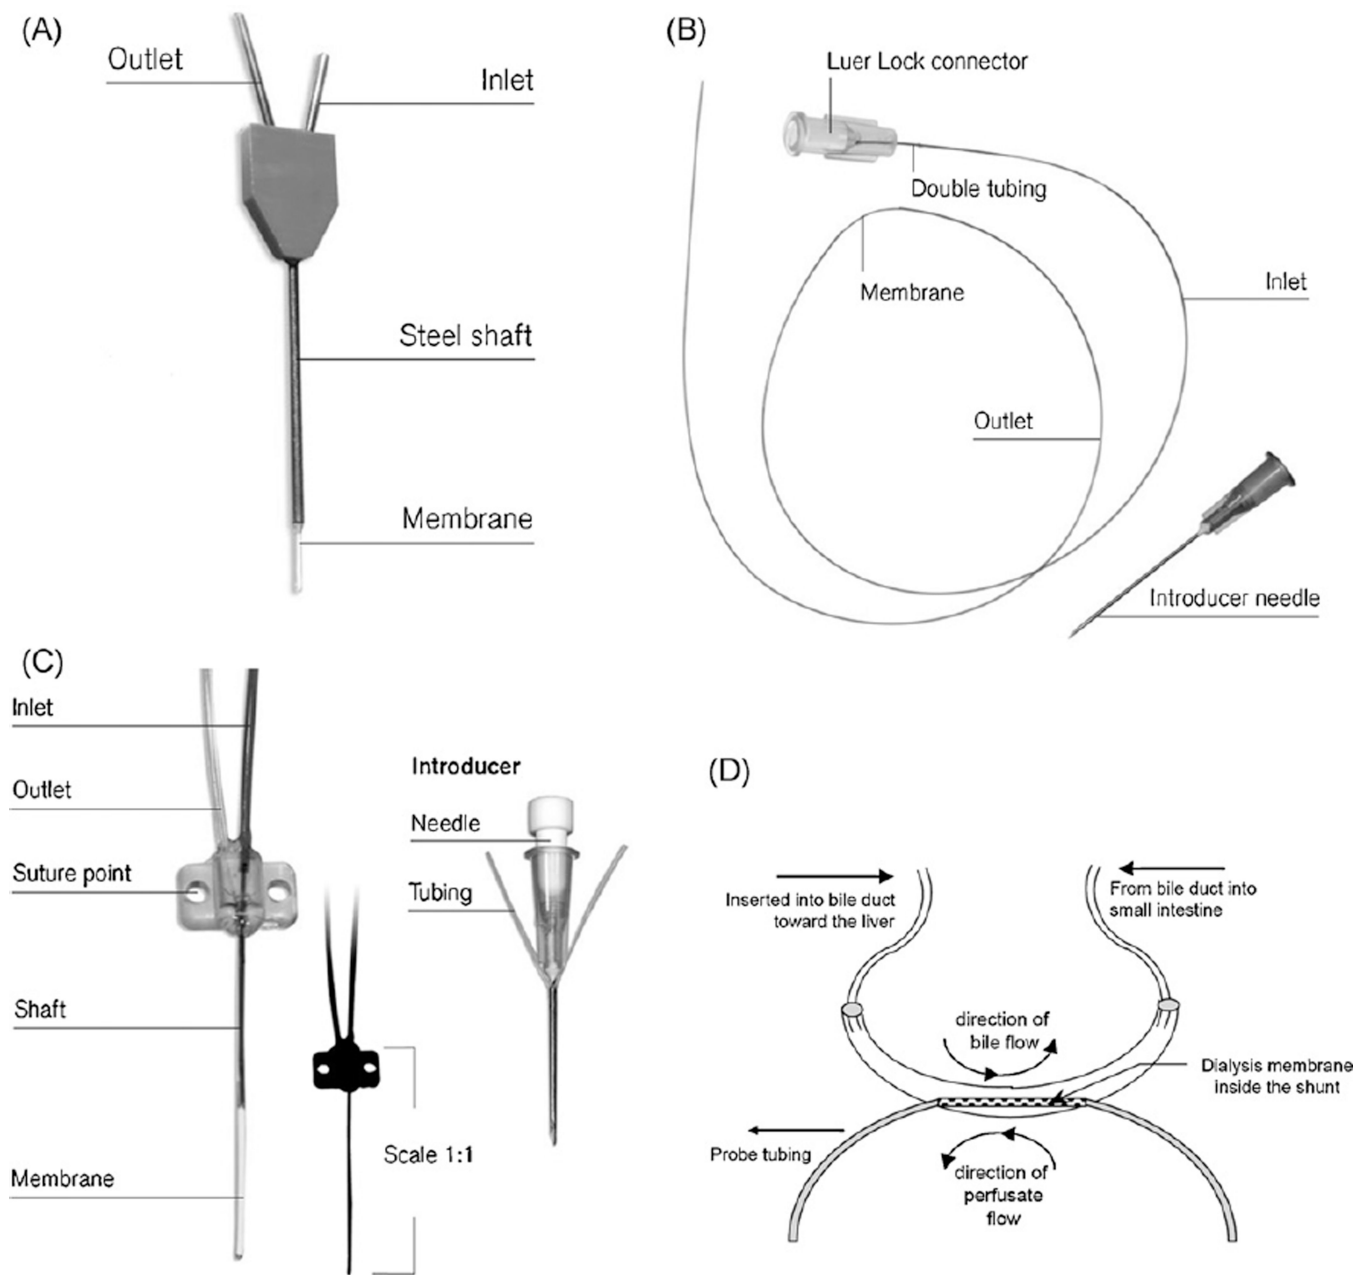 (A)
Outlet
Inlet
Steel shaft
Membrane
(B)
Luer Lock connector
Double tubing
Membrane
Inlet
Outlet
Introducer needle
(C)
Inlet
Outlet
Suture point
Shaft
Membrane
Introducer
Needle
Tubing
Scale 1:1
(D)
Inserted into bile duct
toward the liver
From bile duct into
small intestine
direction of
bile flow
Dialysis membrane
inside the shunt
Probe tubing
direction of
perfusate
flow